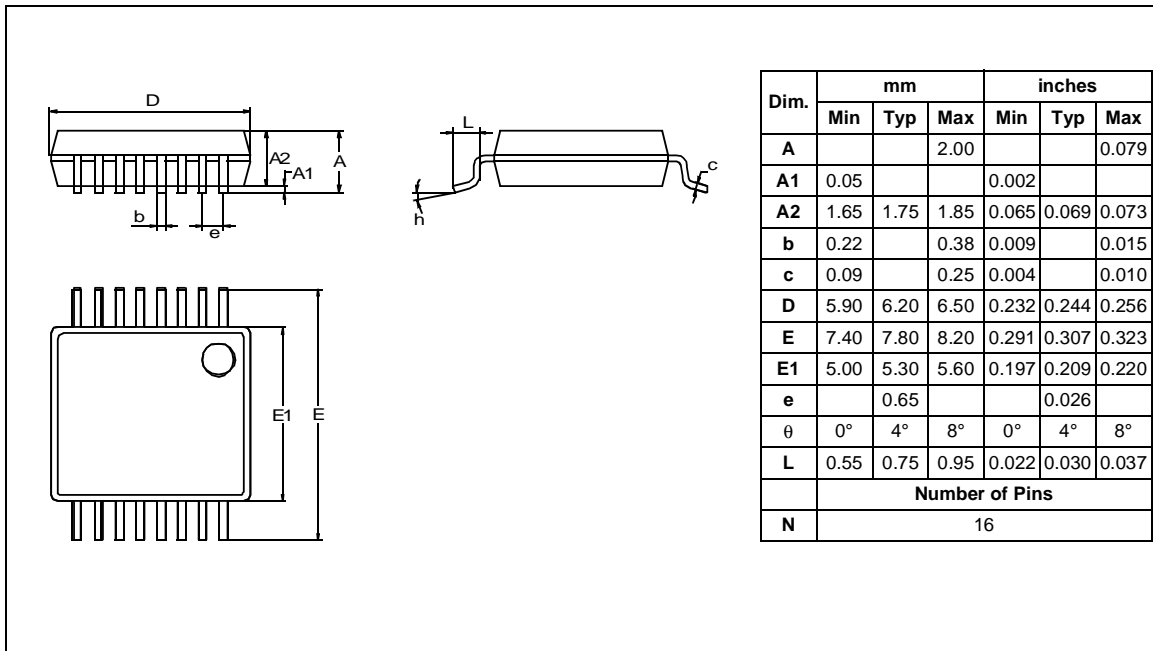 D
A2
A1
A
b
e
L
c
h
E1
E
Dim. mm inches
Min Typ Max Min Typ Max
A 2.00 0.079
A1 0.05 0.002
A2 1.65 1.75 1.85 0.065 0.069 0.073
b 0.22 0.38 0.009 0.015
c 0.09 0.25 0.004 0.010
D 5.90 6.20 6.50 0.232 0.244 0.256
E 7.40 7.80 8.20 0.291 0.307 0.323
E1 5.00 5.30 5.60 0.197 0.209 0.220
e 0.65 0.026
θ 0° 4° 8° 0° 4° 8°
L 0.55 0.75 0.95 0.022 0.030 0.037
Number of Pins
N 16